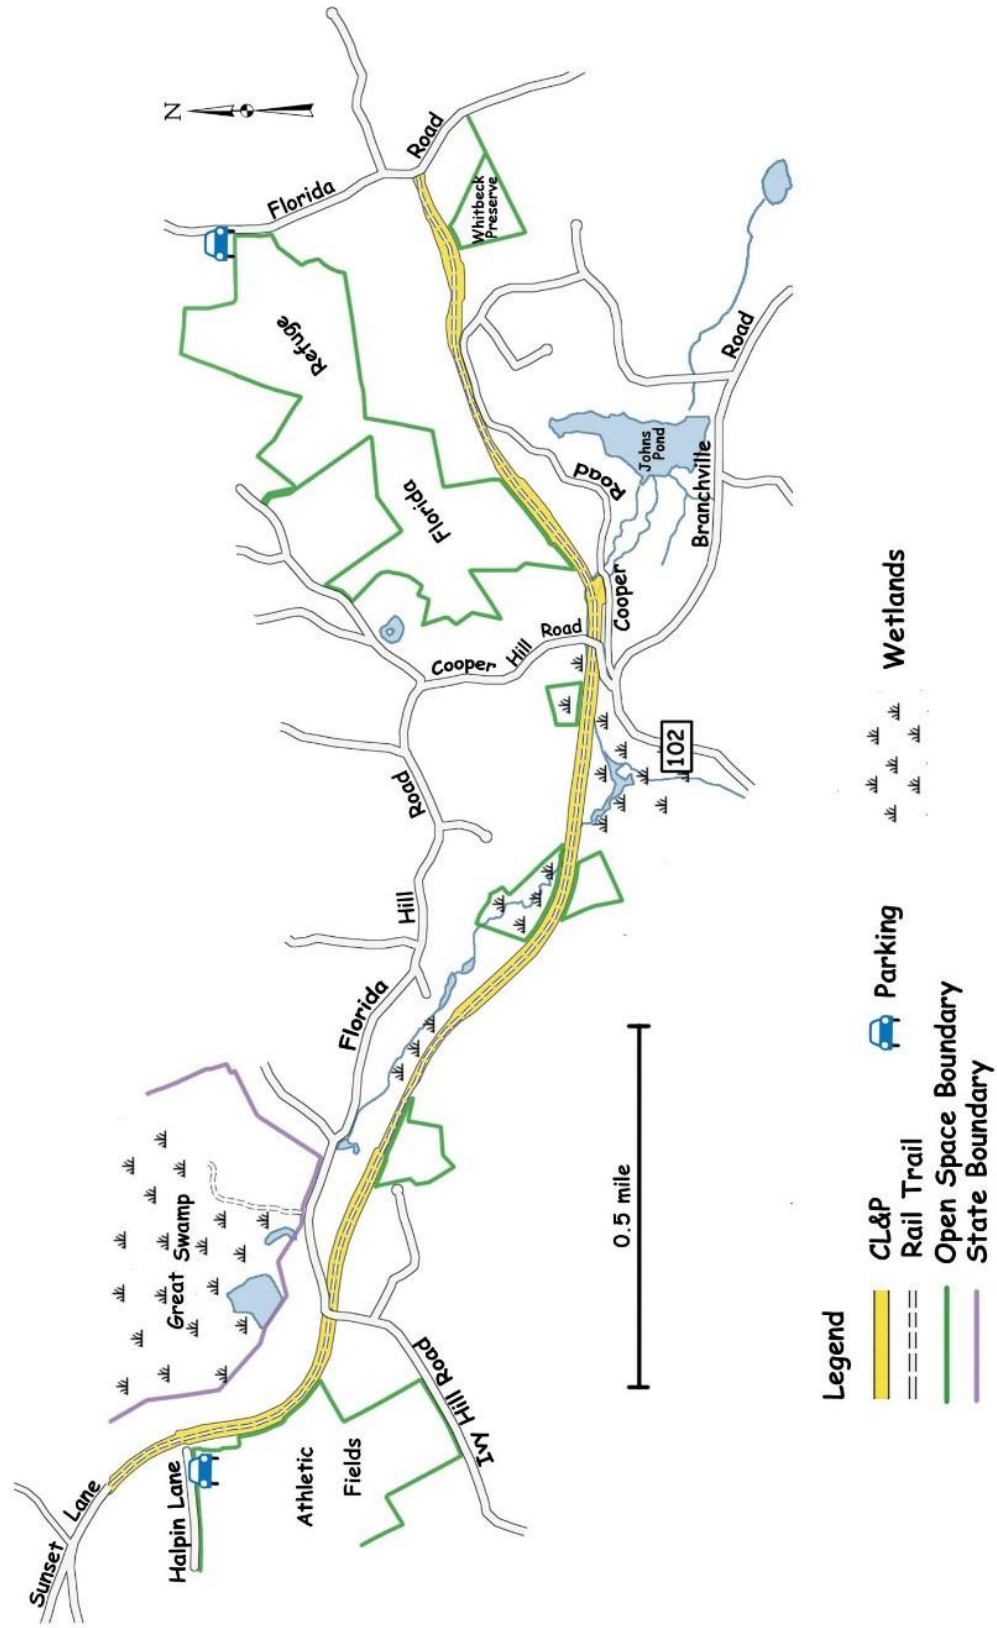 N
Florida
Road
Whitbeck
Preserve
Refuge
Florida
Road
Johns
Pond
Road
Branchville
Cooper
Cooper
Hill
Road
102
Road
Hill
Florida
Great Swamp
Sunset
Lane
Halpin Lane
Athletic
Fields
Ivy Hill Road
0.5 mile
Legend
CL&P
Rail Trail
Open Space Boundary
State Boundary
Parking
Wetlands